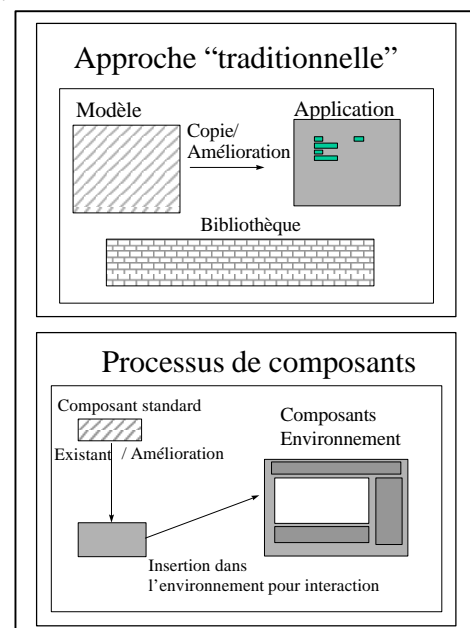 Approche “traditionnelle”
Modèle
Application
Copie/
Amélioration
Bibliothèque
Processus de composants
Composant standard
Composants
Environnement
Existant / Amélioration
Insertion dans
l’environnement pour interaction